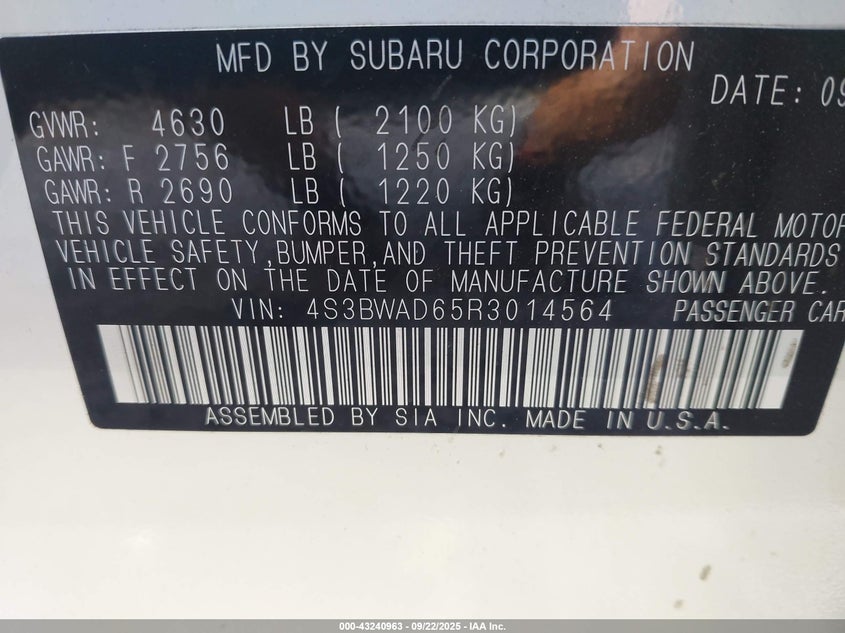 MFD BY SUBARU CORPORATION
DATE: 09
GVWR: 4630 LB ( 2100 KG)
GAWR: F 2756 LB ( 1250 KG)
GAWR: R 2690 LB ( 1220 KG)
THIS VEHICLE CONFORMS TO ALL APPLICABLE FEDERAL MOTOR
VEHICLE SAFETY,BUMPER,AND THEFT PREVENTION STANDARDS
IN EFFECT ON THE DATE OF MANUFACTURE SHOWN ABOVE.
VIN: 4S3BWAD65R3014564 PASSENGER CAR
ASSEMBLED BY SIA INC. MADE IN U.S.A.
000-43240963 - 09/22/2025 - IAA Inc.